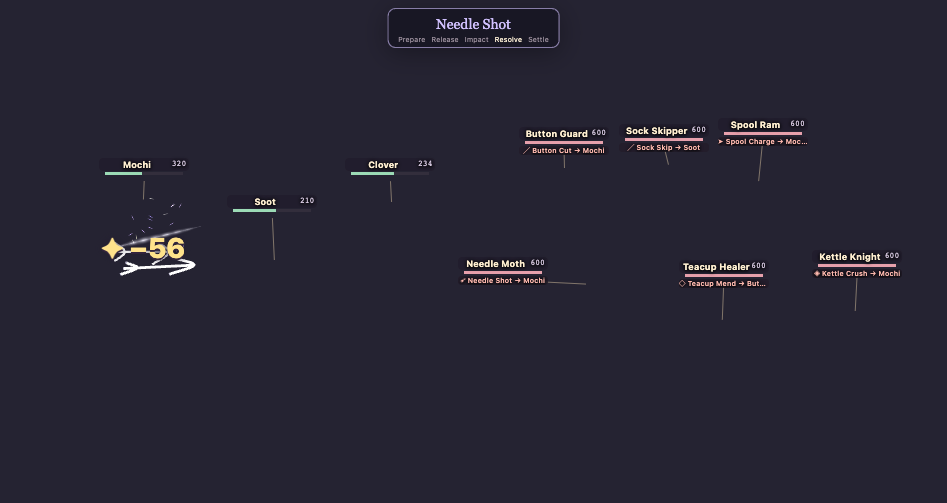 Needle Shot
Prepare Release Impact Resolve Settle
Mochi 320
Soot 210
Clover 234
Button Guard 600
Button Cut → Mochi
Sock Skipper 600
Sock Skip → Soot
Spool Ram 600
Spool Charge → Moc...
-56
Needle Moth 600
Needle Shot → Mochi
Teacup Healer 600
Teacup Mend → But...
Kettle Knight 600
Kettle Crush → Mochi